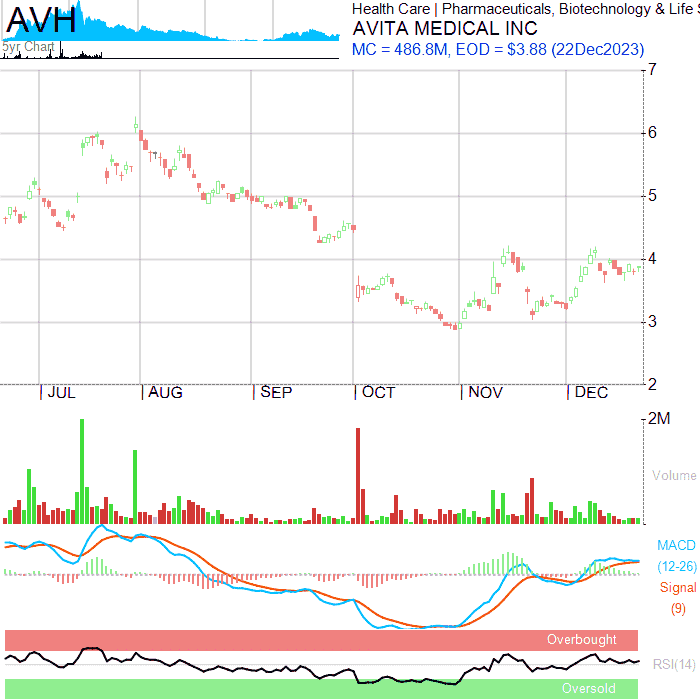 AVH
Health Care | Pharmaceuticals, Biotechnology & Life
AVITA MEDICAL INC
5yr Chart
MC = 486.8M, EOD = $3.88 (22Dec2023)
7
6
5
4
3
2
JUL AUG SEP OCT NOV DEC
2M
Volume
MACD
(12-26)
Signal
(9)
Overbought
RSI(14)
Oversold